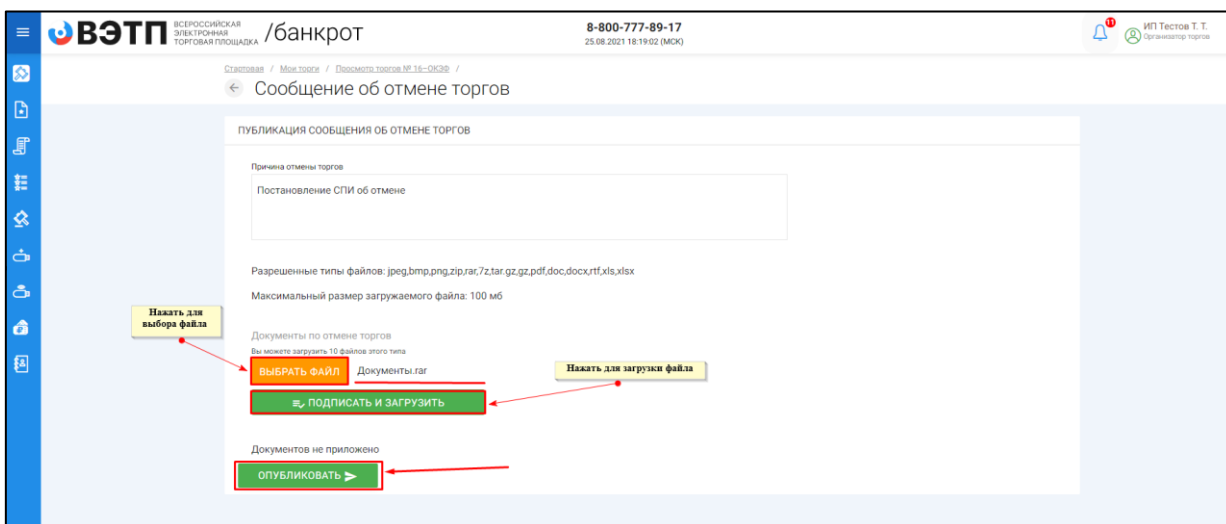 ВЭТП
ВСЕРОССИЙСКАЯ
ЭЛЕКТРОННАЯ
ТОРГОВАЯ ПЛОЩАДКА
/банкрот
8-800-777-89-17
25.08.2021 18:19:02 (МСК)
11
ИП Тестов Т. Т.
Организатор торгов
Стартовая / Мои торги / Просмотр торгов № 16–ОКЭФ /
Сообщение об отмене торгов
ПУБЛИКАЦИЯ СООБЩЕНИЯ ОБ ОТМЕНЕ ТОРГОВ
Причина отмены торгов
Постановление СПИ об отмене
Разрешенные типы файлов: jpeg,bmp,png,zip,rar,7z,tar.gz,gz,pdf,doc,docx,rtf,xls,xlsx
Максимальный размер загружаемого файла: 100 мб
Нажать для
выбора файла
Документы по отмене торгов
Вы можете загрузить 10 файлов этого типа
ВЫБРАТЬ ФАЙЛ Документы.rar
Нажать для загрузки файла
ПОДПИСАТЬ И ЗАГРУЗИТЬ
Документов не приложено
ОПУБЛИКОВАТЬ